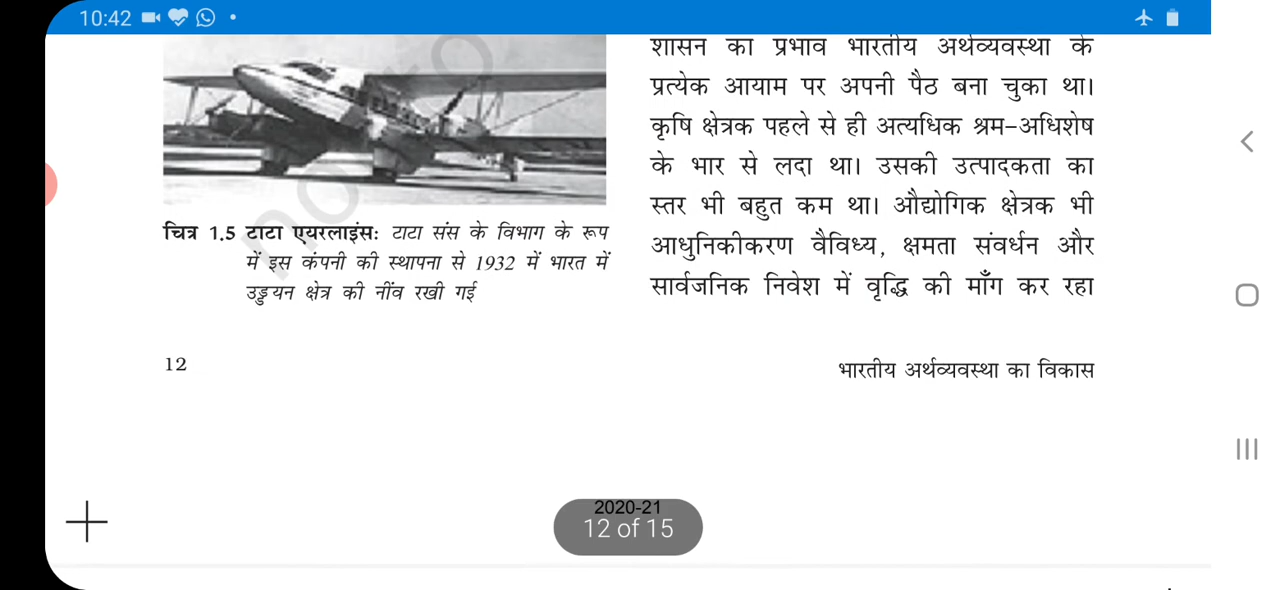 10:42
चित्र 1.5 टाटा एयरलाइंस: टाटा संस के विभाग के रूप
में इस कंपनी की स्थापना से 1932 में भारत में
उड्डयन क्षेत्र की नींव रखी गई
शासन का प्रभाव भारतीय अर्थव्यवस्था के
प्रत्येक आयाम पर अपनी पैठ बना चुका था।
कृषि क्षेत्रक पहले से ही अत्यधिक श्रम-अधिशेष
के भार से लदा था। उसकी उत्पादकता का
स्तर भी बहुत कम था। औद्योगिक क्षेत्रक भी
आधुनिकीकरण वैविध्य, क्षमता संवर्धन और
सार्वजनिक निवेश में वृद्धि की माँग कर रहा
12
भारतीय अर्थव्यवस्था का विकास
2020-21
12 of 15